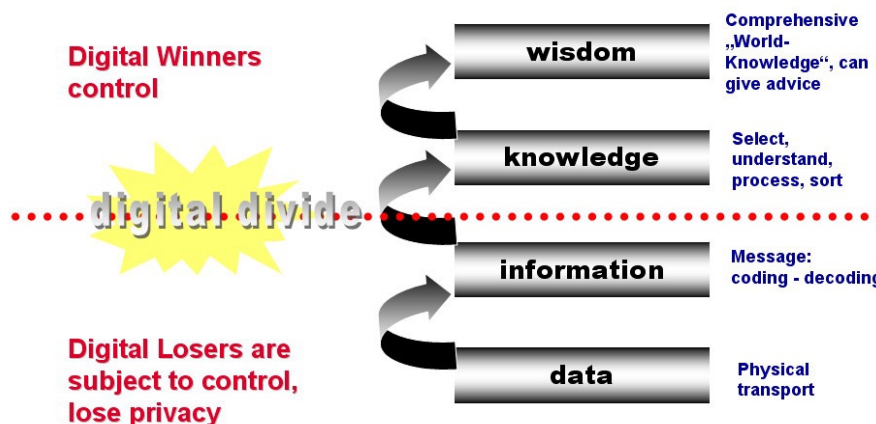 Digital Winners
control
digital divide
Digital Losers are
subject to control,
lose privacy
wisdom
Comprehensive
„World-
Knowledge“, can
give advice
knowledge
Select,
understand,
process, sort
information
Message:
coding - decoding
data
Physical
transport